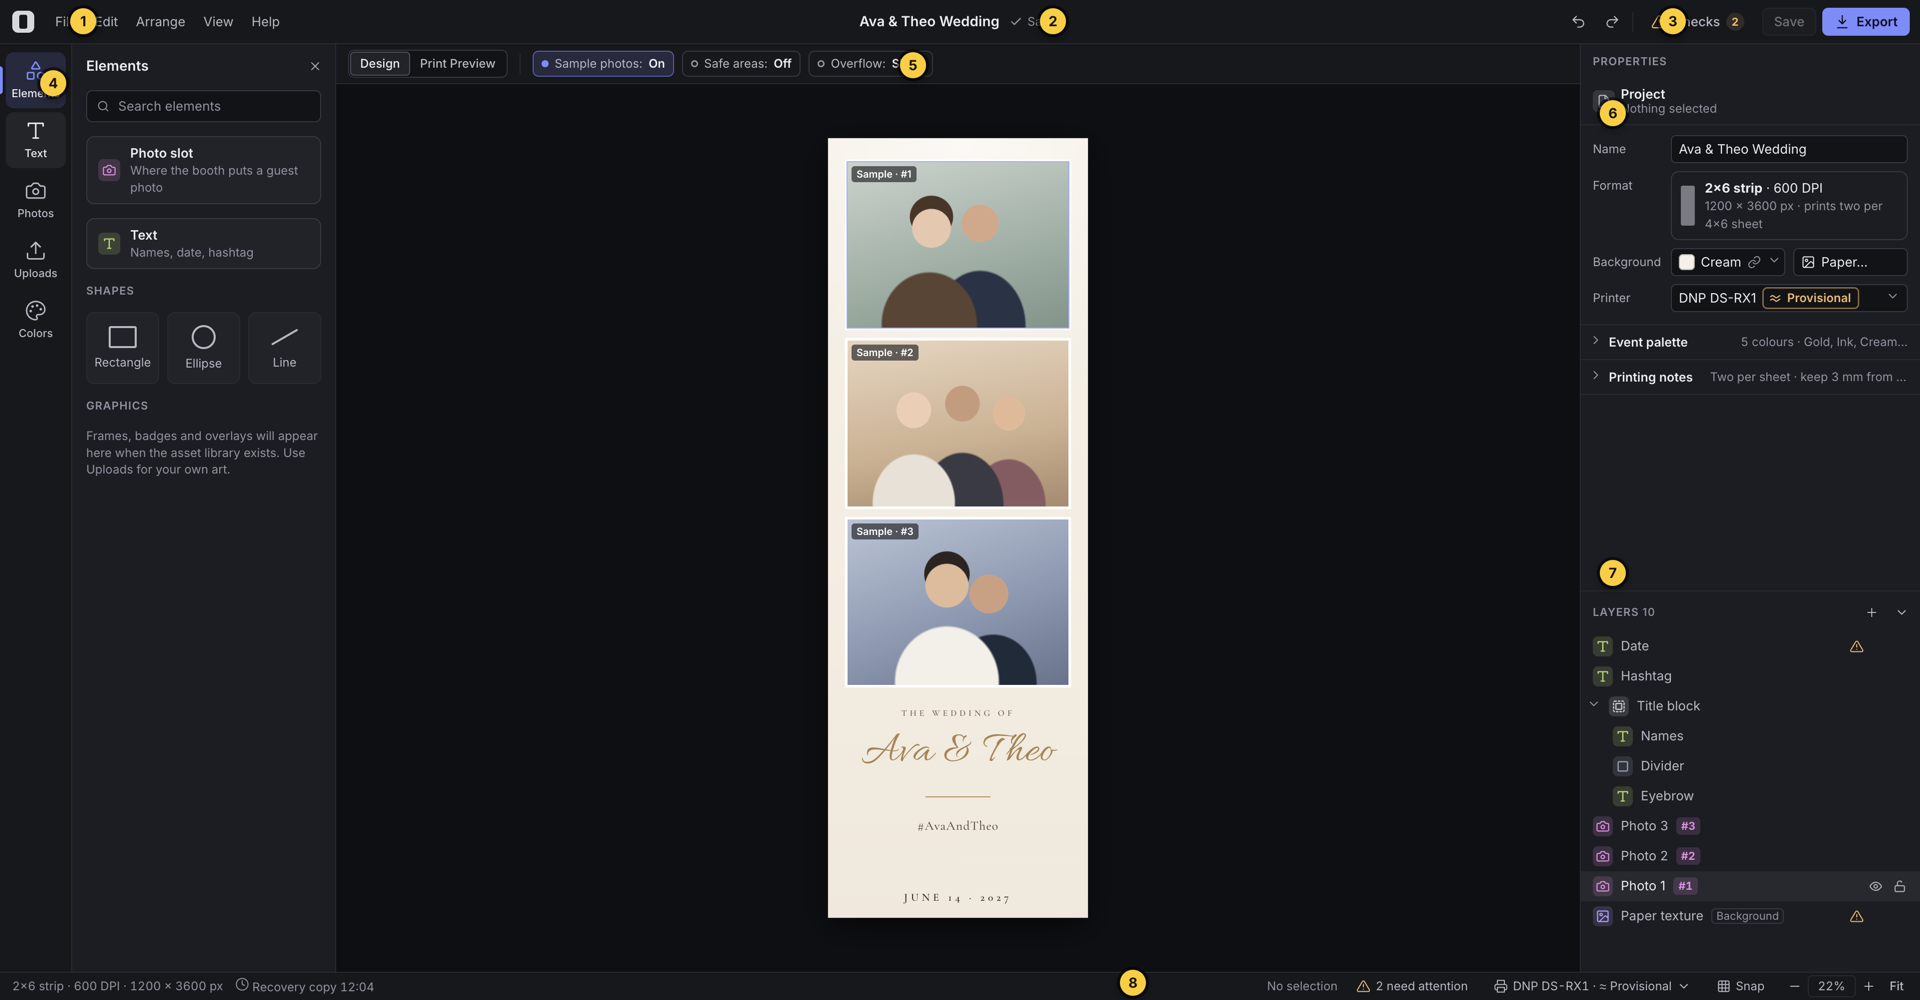 1
Edit
Arrange
View
Help
Ava & Theo Wedding
2
3
2
Save
Export
4
Text
Photos
Uploads
Colors
Elements
Search elements
Photo slot
Where the booth puts a guest
photo
Text
Names, date, hashtag
SHAPES
Rectangle
Ellipse
Line
GRAPHICS
Frames, badges and overlays will appear
here when the asset library exists. Use
Uploads for your own art.
Design
Print Preview
Sample photos: On
Safe areas: Off
Overflow:
5
Sample · #1
Sample · #2
Sample · #3
THE WEDDING OF
Ava & Theo
#AvaAndTheo
JUNE 14 · 2027
PROPERTIES
Project
6
selected
Name
Ava & Theo Wedding
Format
2×6 strip · 600 DPI
1200 × 3600 px · prints two per
4×6 sheet
Background
Cream
Paper...
Printer
DNP DS-RX1
≈ Provisional
Event palette
5 colours · Gold, Ink, Cream...
Printing notes
Two per sheet · keep 3 mm from ...
7
LAYERS 10
Date
Hashtag
Title block
Names
Divider
Eyebrow
Photo 3 #3
Photo 2 #2
Photo 1 #1
Paper texture Background
2×6 strip · 600 DPI · 1200 × 3600 px
Recovery copy 12:04
8
No selection
2 need attention
DNP DS-RX1 · ≈ Provisional
Snap
22%
Fit